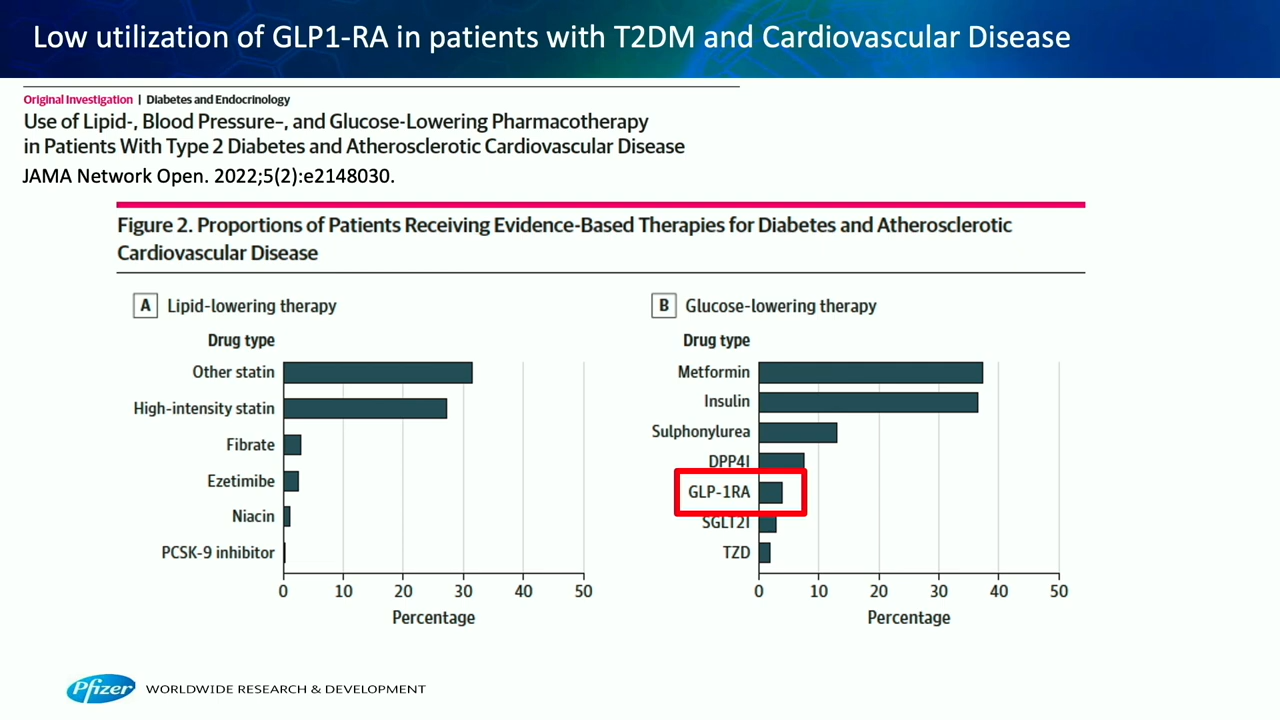 Low utilization of GLP1-RA in patients with T2DM and Cardiovascular Disease
Original Investigation | Diabetes and Endocrinology
Use of Lipid-, Blood Pressure–, and Glucose-Lowering Pharmacotherapy
in Patients With Type 2 Diabetes and Atherosclerotic Cardiovascular Disease
JAMA Network Open. 2022;5(2):e2148030.
Figure 2. Proportions of Patients Receiving Evidence-Based Therapies for Diabetes and Atherosclerotic
Cardiovascular Disease
A Lipid-lowering therapy
Drug type
Other statin
High-intensity statin
Fibrate
Ezetimibe
Niacin
PCSK-9 inhibitor
0 10 20 30 40 50
Percentage
B Glucose-lowering therapy
Drug type
Metformin
Insulin
Sulphonylurea
DPP4I
GLP-1RA
SGLT2I
TZD
0 10 20 30 40 50
Percentage
Pfizer WORLDWIDE RESEARCH & DEVELOPMENT